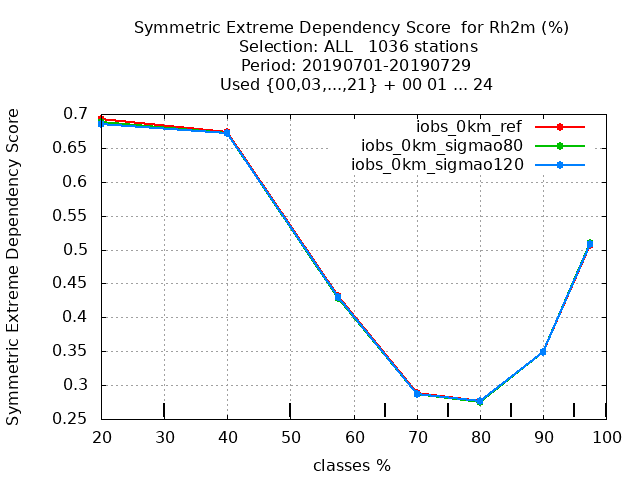 Symmetric Extreme Dependency Score  for Rh2m (%)
Selection: ALL   1036 stations
Period: 20190701-20190729
Used {00,03,...,21} + 00 01 ... 24
iobs_0km_ref
iobs_0km_sigmao80
iobs_0km_sigmao120
Symmetric Extreme Dependency Score
0.7
0.65
0.6
0.55
0.5
0.45
0.4
0.35
0.3
0.25
20 30 40 50 60 70 80 90 100
classes %